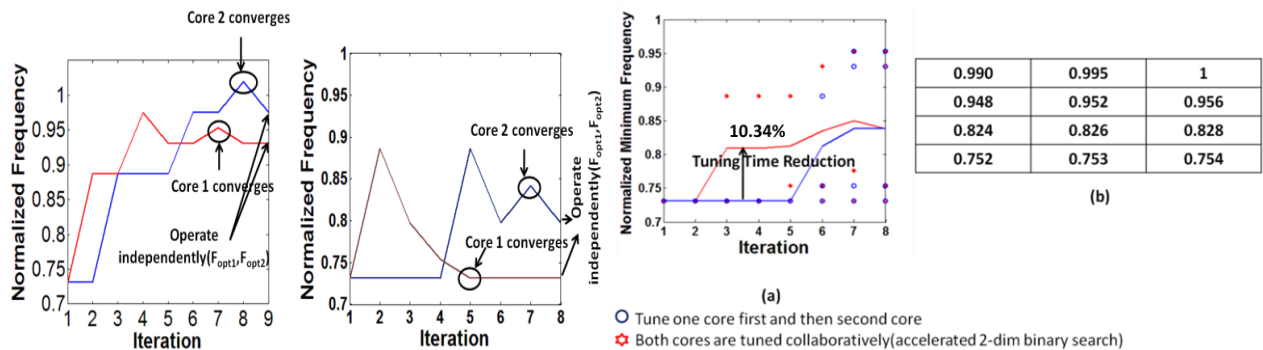 Core 2 converges
Normalized Frequency
1
0.95
0.9
0.85
0.8
0.75
0.7
Core 1 converges
Operate
independently(Fopt1,Fopt2)
1 2 3 4 5 6 7 8 9
Iteration
Normalized Frequency
1
0.95
0.9
0.85
0.8
0.75
0.7
Core 2 converges
Core 1 converges
Operate
independently(Fopt1,Fopt2)
1 2 3 4 5 6 7 8
Iteration
Normalized Minimum Frequency
1
0.95
0.9
0.85
0.8
0.75
0.7
10.34%
Tuning Time Reduction
1 2 3 4 5 6 7 8
Iteration
(a)
Tune one core first and then second core
Both cores are tuned collaboratively(accelerated 2-dim binary search)
0.990 0.995 1
0.948 0.952 0.956
0.824 0.826 0.828
0.752 0.753 0.754
(b)